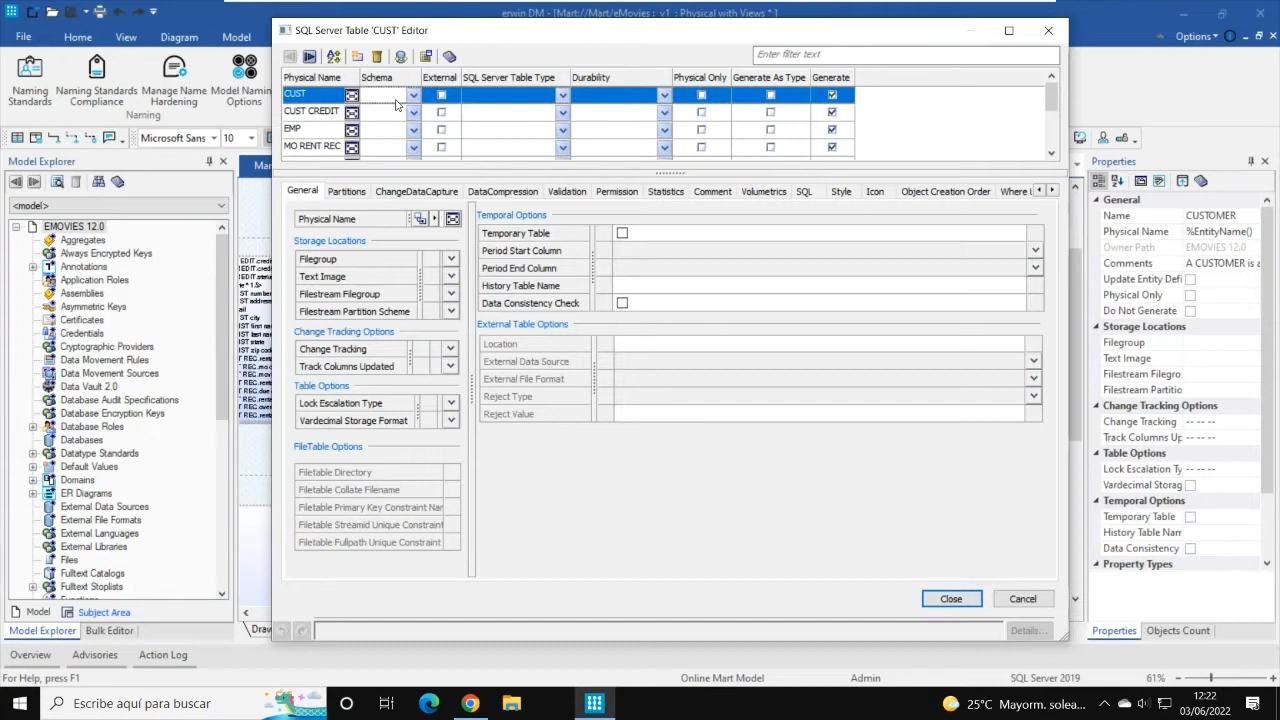 erwin DM - [Mart://Mart/eMovies : v1 : Physical with Views * ]
File
Home
View
Diagram
Model
Options
Naming Standards
Naming Standards Compliance
Manage Name Hardening
Model Naming Options
Naming
Microsoft Sans
10
Model Explorer
<model>
EMOVIES 12.0
Aggregates
Always Encrypted Keys
Annotations
Application Roles
Assemblies
Asymmetric Keys
Certificates
Credentials
Cryptographic Providers
Data Movement Rules
Data Movement Sources
Data Vault 2.0
Database Audit Specifications
Database Encryption Keys
Database Roles
Databases
Datatype Standards
Default Values
Domains
ER Diagrams
External Data Sources
External File Formats
External Languages
External Libraries
Files
Fulltext Catalogs
Fulltext Stoplists
Model
Subject Area
Model Explorer
Bulk Editor
SQL Server Table 'CUST' Editor
Enter filter text
Physical Name Schema External SQL Server Table Type Durability Physical Only Generate As Type Generate
CUST
CUST CREDIT
EMP
MO RENT REC
General Partitions ChangeDataCapture DataCompression Validation Permission Statistics Comment Volumetrics SQL Style Icon Object Creation Order Where U
Physical Name
Storage Locations
Filegroup
Text Image
Filestream Filegroup
Filestream Partition Scheme
Change Tracking Options
Change Tracking
Track Columns Updated
Table Options
Lock Escalation Type
Vardecimal Storage Format
FileTable Options
Filetable Directory
Filetable Collate Filename
Filetable Primary Key Constraint Nar
Filetable Streamid Unique Constraint
Filetable Fullpath Unique Constraint
Temporal Options
Temporary Table
Period Start Column
Period End Column
History Table Name
Data Consistency Check
External Table Options
Location
External Data Source
External File Format
Reject Type
Reject Value
Close
Cancel
Details...
Properties
General
Name CUSTOMER
Physical Name %EntityName()
Owner Path EMOVIES 12.0
Comments A CUSTOMER is a
Update Entity Defi
Physical Only
Do Not Generate
Storage Locations
Filegroup
Text Image
Filestream Filegro
Filestream Partitio
Change Tracking Options
Change Tracking -- -- --
Track Columns Up -- -- --
Table Options
Lock Escalation Ty -- -- --
Vardecimal Storag
Temporal Options
Temporary Table
History Table Nam
Data Consistency
Property Types
Properties
Objects Count
Overview
Advisories
Action Log
For Help, press F1
Online Mart Model
Admin
SQL Server 2019
61%
Escribe aquí para buscar
25°C Mayorm. solea...
12:22
03/06/2022